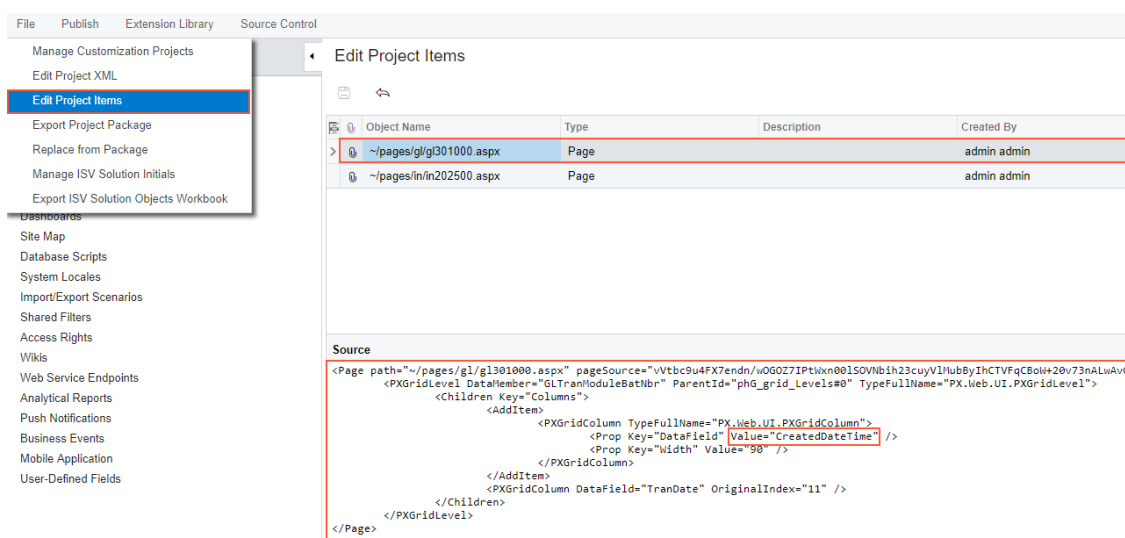 File Publish Extension Library Source Control
Manage Customization Projects
Edit Project XML
Edit Project Items
Export Project Package
Replace from Package
Manage ISV Solution Initials
Export ISV Solution Objects Workbook
Dashboards
Site Map
Database Scripts
System Locales
Import/Export Scenarios
Shared Filters
Access Rights
Wikis
Web Service Endpoints
Analytical Reports
Push Notifications
Business Events
Mobile Application
User-Defined Fields
Edit Project Items
Object Name Type Description Created By
~/pages/gl/gl301000.aspx Page admin admin
~/pages/in/in202500.aspx Page admin admin
Source
<Page path="~/pages/gl/gl301000.aspx" pageSource=
<PXGridLevel DataMember="GLTranModuleBatNbr" ParentId="phG_grid_Levels#0" TypeFullName="PX.Web.UI.PXGridLevel">
<Children Key="Columns">
<AddItem>
<PXGridColumn TypeFullName="PX.Web.UI.PXGridColumn">
<Prop Key="DataField" Value="CreatedDateTime" />
<Prop Key="Width" Value="90" />
</PXGridColumn>
</AddItem>
<PXGridColumn DataField="TranDate" OriginalIndex="11" />
</Children>
</PXGridLevel>
</Page>